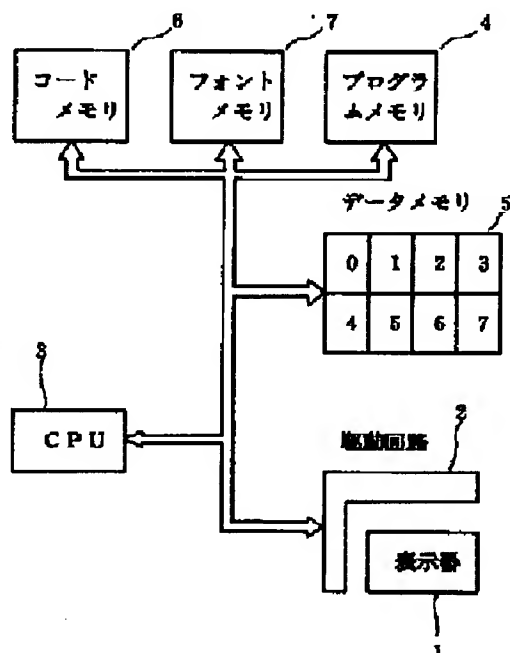 6
7
4
コード
メモリ
フォント
メモリ
プログラ
ムメモリ
データメモリ
5
0 1 2 3
4 5 6 7
3
CPU
駆動回路
2
表示器
1